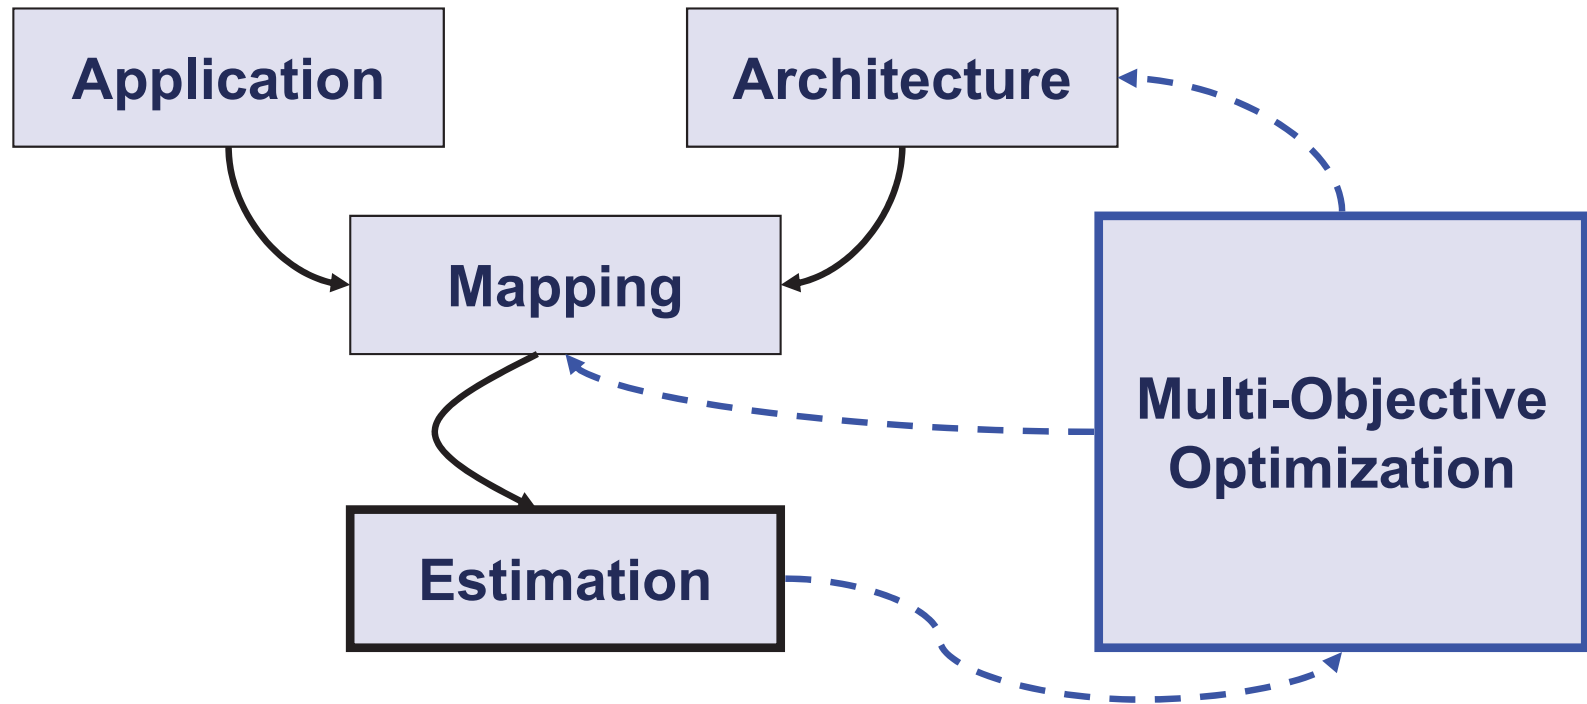 Application
Architecture
Mapping
Multi-Objective
Optimization
Estimation